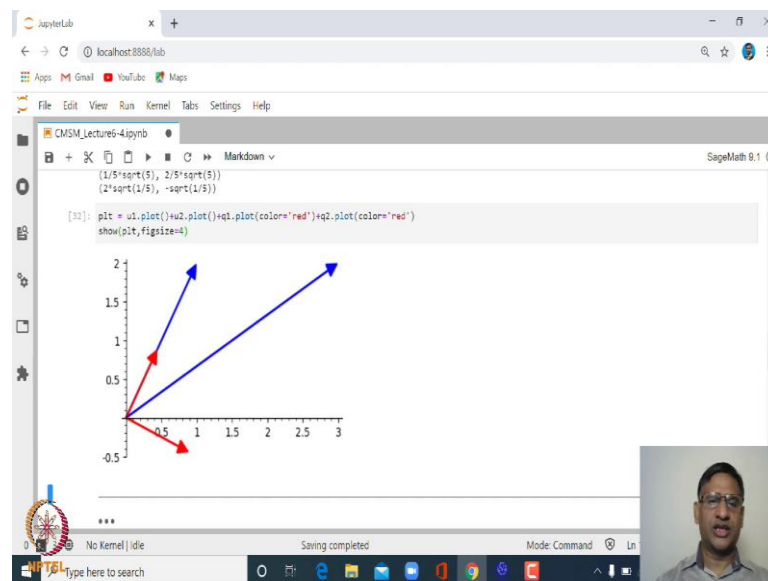 JupyterLab
localhost:8888/lab
Apps Gmail YouTube Maps
File Edit View Run Kernel Tabs Settings Help
CMSM_Lecture6-4.ipynb
Markdown SageMath 9.1
(1/5*sqrt(5), 2/5*sqrt(5))
(2*sqrt(1/5), -sqrt(1/5))
[32]: plt = u1.plot()+u2.plot()+q1.plot(color='red')+q2.plot(color='red')
show(plt,figsize=4)
2
1.5
1
0.5
0.5 1 1.5 2 2.5 3
-0.5
No Kernel | Idle Saving completed Mode: Command Ln
NPTEL Type here to search